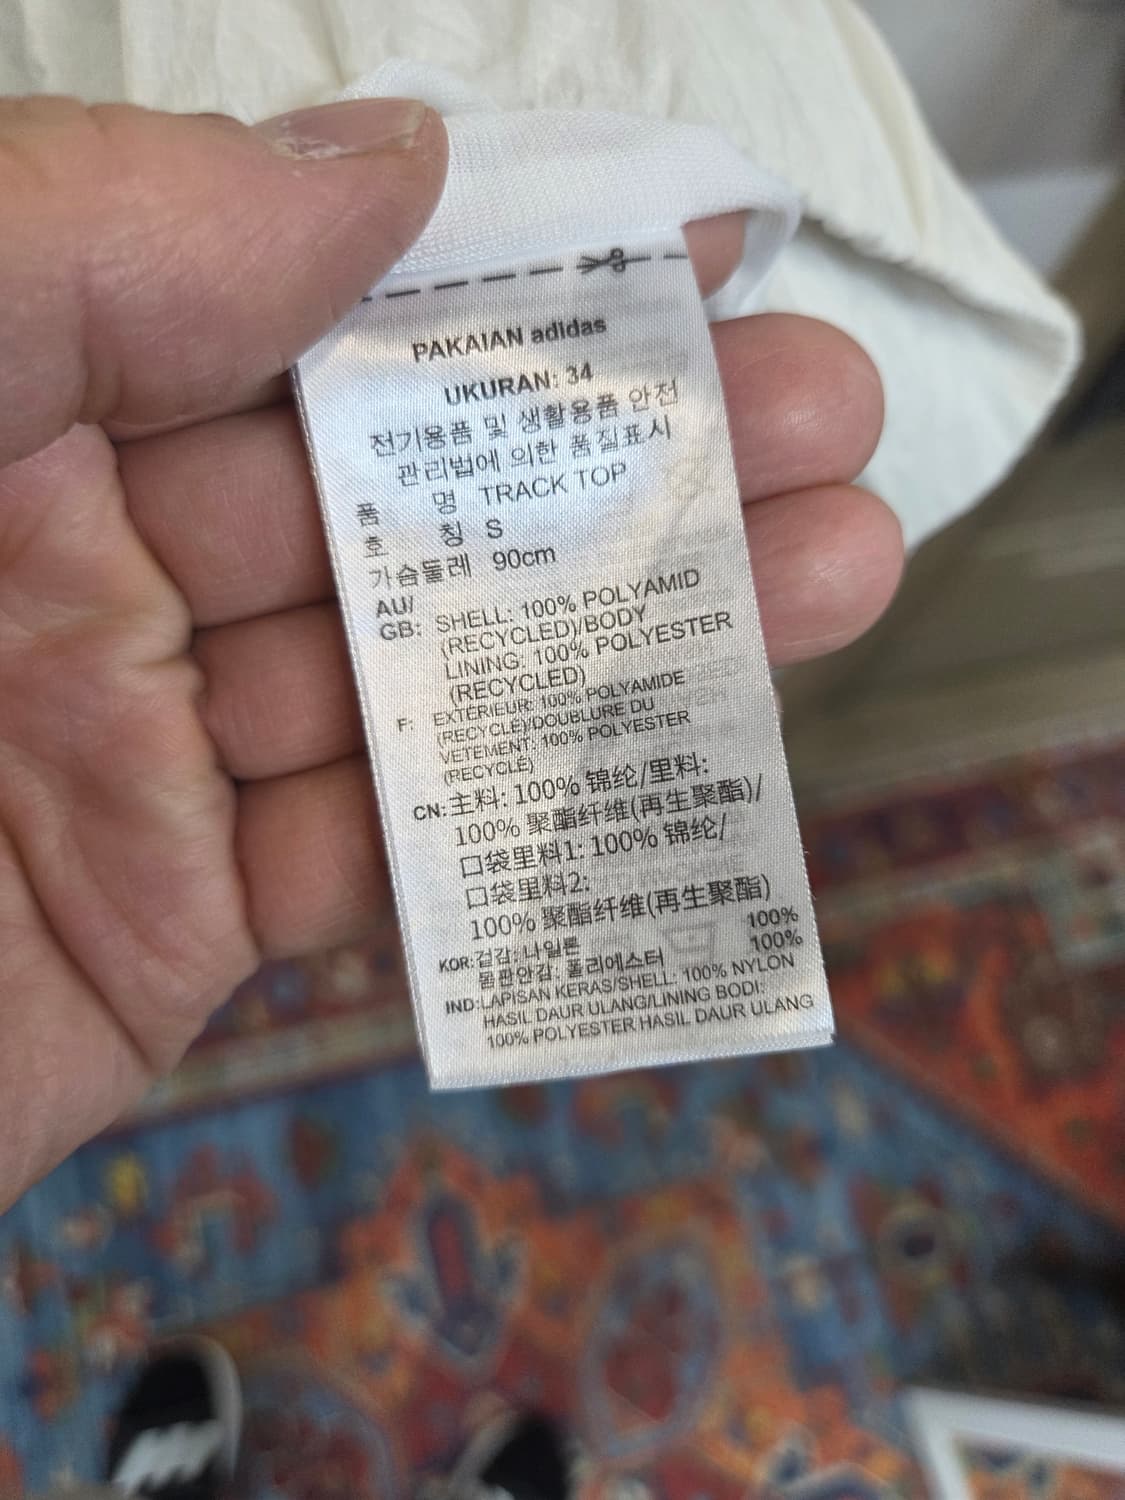 PAKAIAN adidas
UKURAN: 34
전기용품 및 생활용품 안전
관리법에 의한 품질표시
품 명 TRACK TOP
호 칭 S
가슴둘레 90cm
AU/
GB: SHELL: 100% POLYAMID
(RECYCLED)/BODY
LINING: 100% POLYESTER
(RECYCLED)
F: EXTÉRIEUR: 100% POLYAMIDE
(RECYCLÉ)/DOUBLURE DU
VETEMENT: 100% POLYESTER
(RECYCLÉ)
CN: 主料: 100% 锦纶/里料:
100% 聚酯纤维(再生聚酯)/
口袋里料1: 100% 锦纶/
口袋里料2:
100% 聚酯纤维(再生聚酯)
KOR: 겉감: 나일론 100%
몸판안감: 폴리에스터 100%
IND: LAPISAN KERAS/SHELL: 100% NYLON
HASIL DAUR ULANG/LINING BODI:
100% POLYESTER HASIL DAUR ULANG